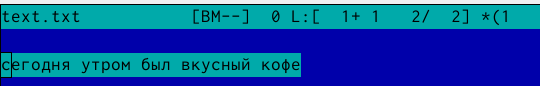 text.txt [BM--] 0 L:[ 1+ 1 2/ 2] *(1
сегодня утром был вкусный кофе